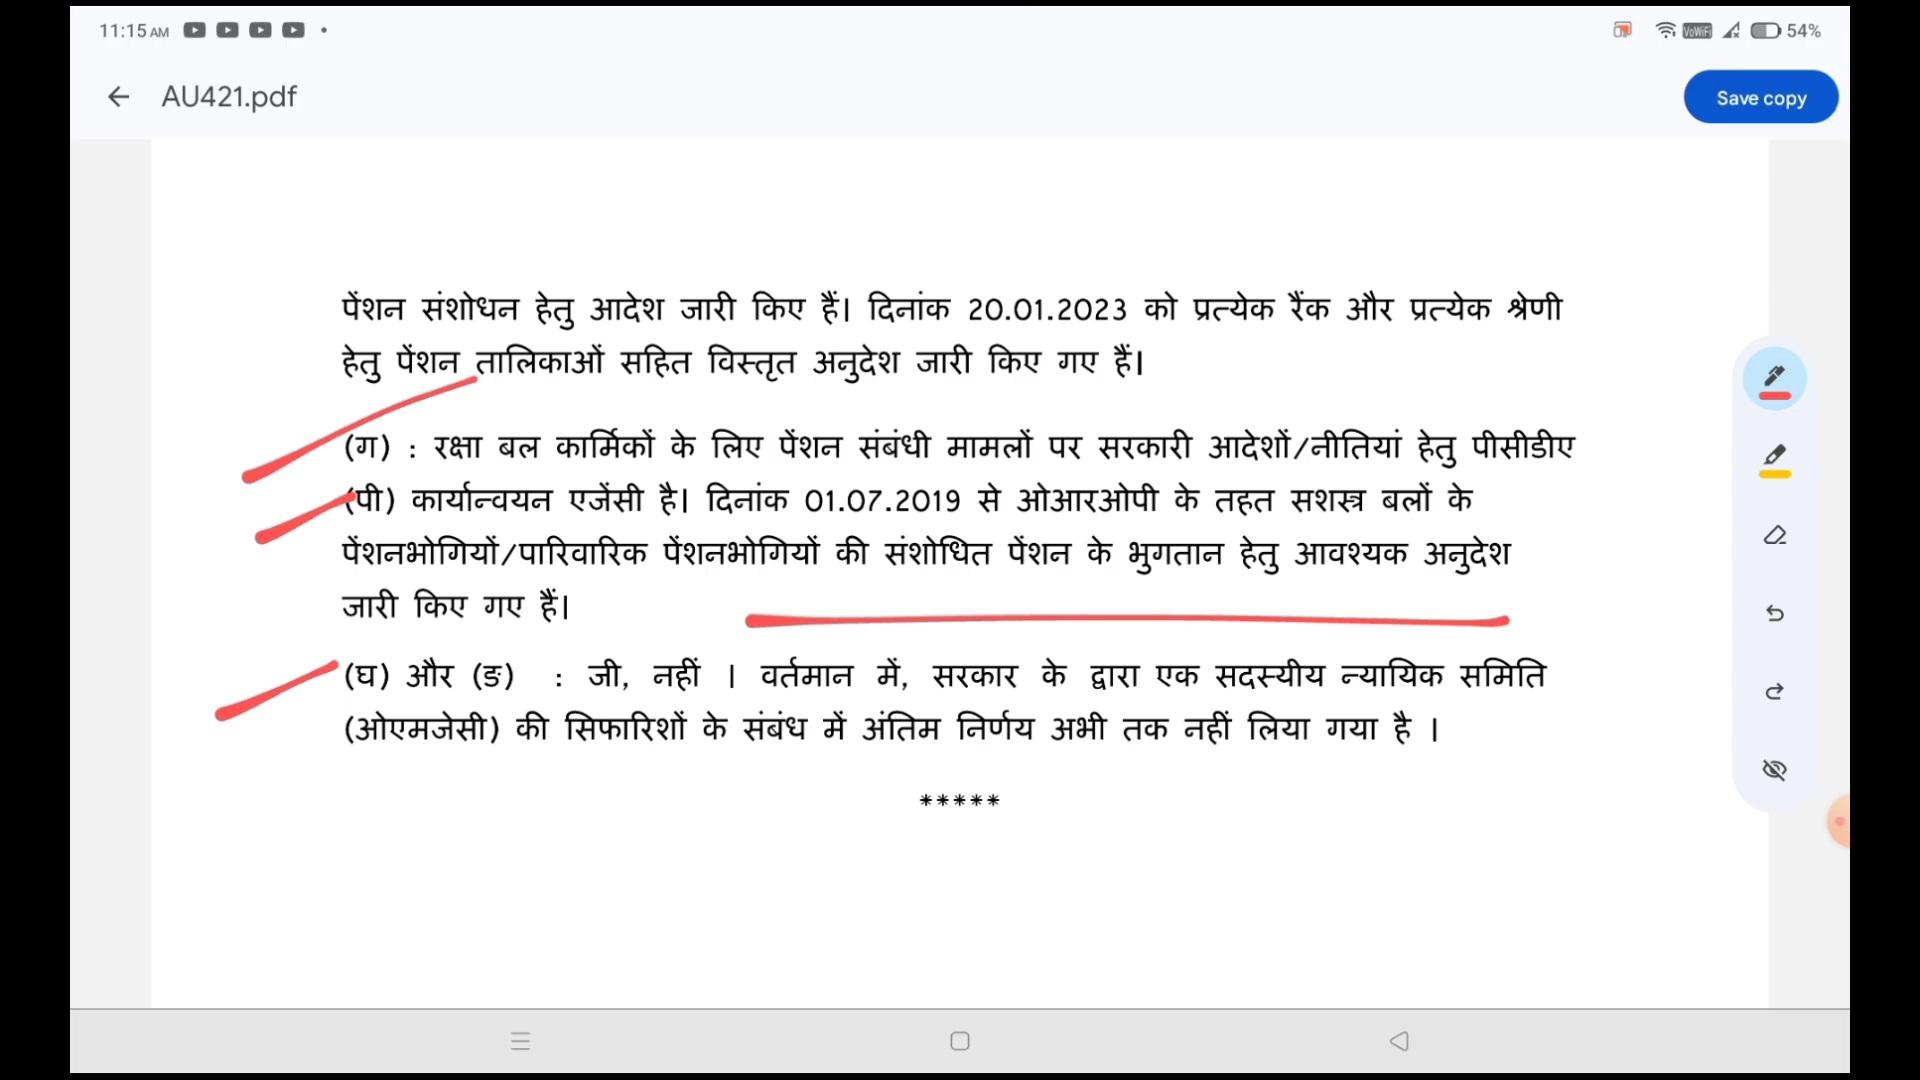 11:15 AM
VoWiFi 54%
AU421.pdf
Save copy
पेंशन संशोधन हेतु आदेश जारी किए हैं। दिनांक 20.01.2023 को प्रत्येक रैंक और प्रत्येक श्रेणी
हेतु पेंशन तालिकाओं सहित विस्तृत अनुदेश जारी किए गए हैं।
(ग) : रक्षा बल कार्मिकों के लिए पेंशन संबंधी मामलों पर सरकारी आदेशों/नीतियां हेतु पीसीडीए
(पी) कार्यान्वयन एजेंसी है। दिनांक 01.07.2019 से ओआरओपी के तहत सशस्त्र बलों के
पेंशनभोगियों/पारिवारिक पेंशनभोगियों की संशोधित पेंशन के भुगतान हेतु आवश्यक अनुदेश
जारी किए गए हैं।
(घ) और (ङ) : जी, नहीं । वर्तमान में, सरकार के द्वारा एक सदस्यीय न्यायिक समिति
(ओएमजेसी) की सिफारिशों के संबंध में अंतिम निर्णय अभी तक नहीं लिया गया है ।
*****